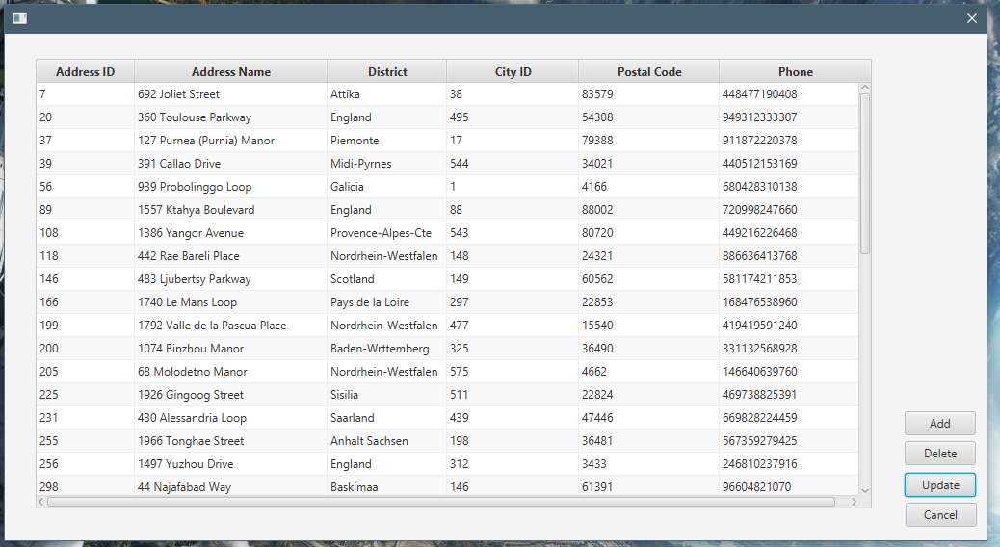 Address ID Address Name District City ID Postal Code Phone
7 692 Joliet Street Attika 38 83579 448477190408
20 360 Toulouse Parkway England 495 54308 949312333307
37 127 Purnea (Purnia) Manor Piemonte 17 79388 911872220378
39 391 Callao Drive Midi-Pyrnes 544 34021 440512153169
56 939 Probolinggo Loop Galicia 1 4166 680428310138
89 1557 Ktahya Boulevard England 88 88002 720998247660
108 1386 Yangor Avenue Provence-Alpes-Cte 543 80720 449216226468
118 442 Rae Bareli Place Nordrhein-Westfalen 148 24321 886636413768
146 483 Ljubertsy Parkway Scotland 149 60562 581174211853
166 1740 Le Mans Loop Pays de la Loire 297 22853 168476538960
199 1792 Valle de la Pascua Place Nordrhein-Westfalen 477 15540 419419591240
200 1074 Binzhou Manor Baden-Wrttemberg 325 36490 331132568928
205 68 Molodetno Manor Nordrhein-Westfalen 575 4662 146640639760
225 1926 Gingoog Street Sisilia 511 22824 469738825391
231 430 Alessandria Loop Saarland 439 47446 669828224459
255 1966 Tonghae Street Anhalt Sachsen 198 36481 567359279425
256 1497 Yuzhou Drive England 312 3433 246810237916
298 44 Najafabad Way Baskimaa 146 61391 96604821070
Add
Delete
Update
Cancel